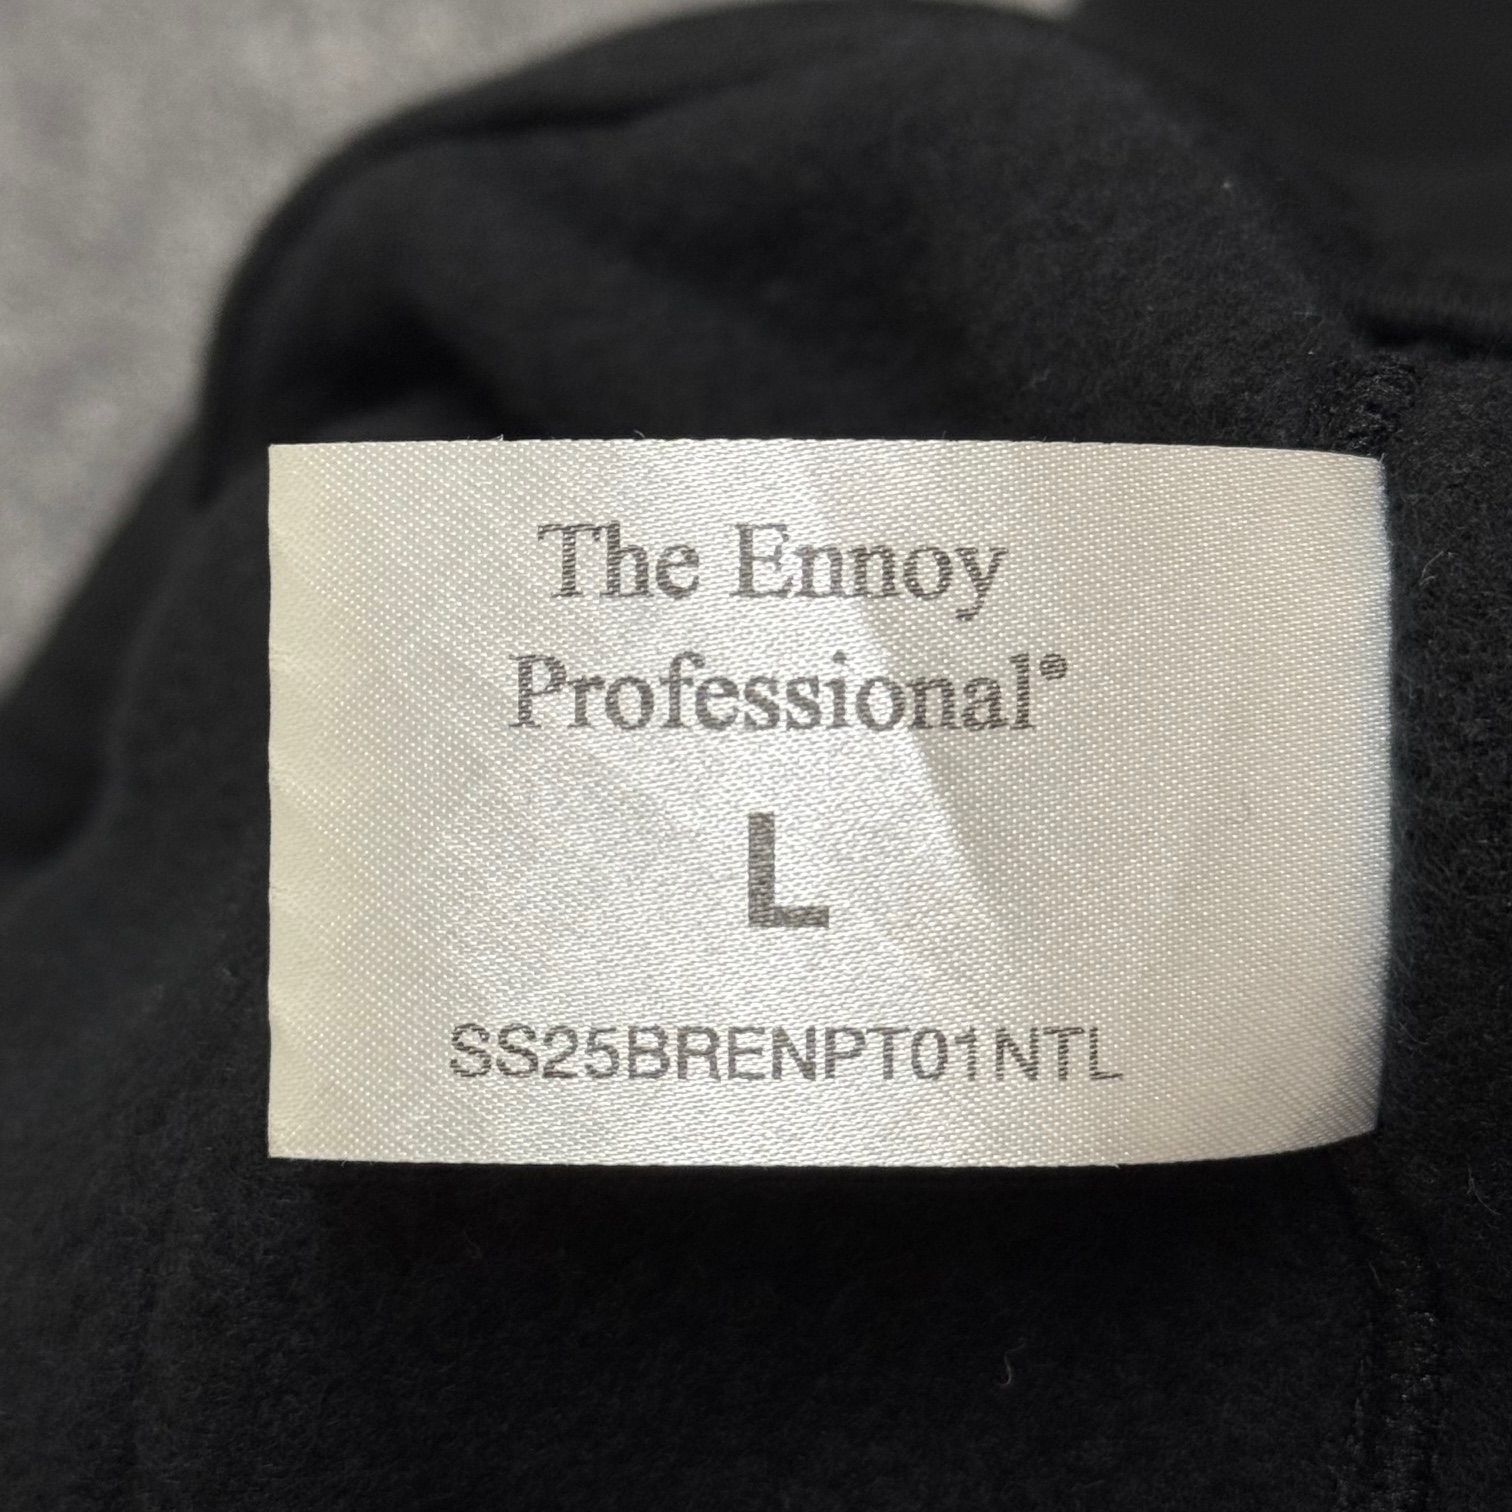 The Ennoy
Professional®
L
SS25BRENPT01NTL